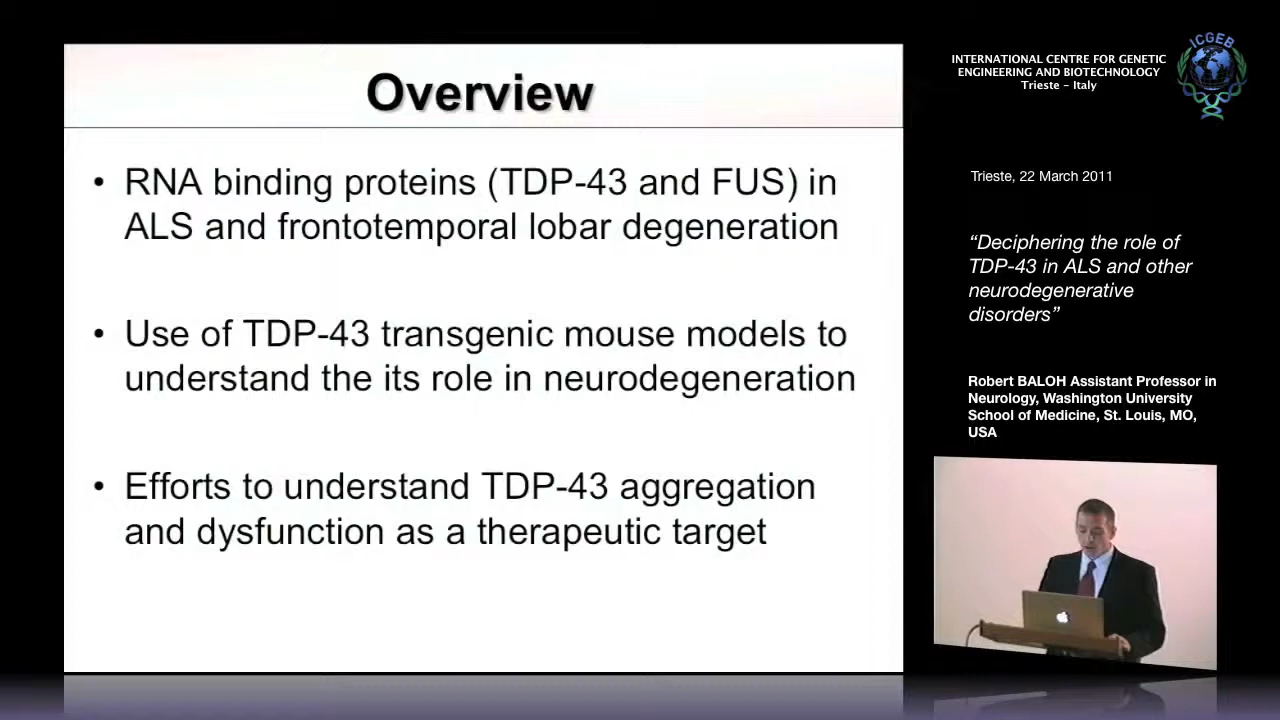 Overview
• RNA binding proteins (TDP-43 and FUS) in
ALS and frontotemporal lobar degeneration
• Use of TDP-43 transgenic mouse models to
understand the its role in neurodegeneration
• Efforts to understand TDP-43 aggregation
and dysfunction as a therapeutic target
INTERNATIONAL CENTRE FOR GENETIC
ENGINEERING AND BIOTECHNOLOGY
Trieste - Italy
ICGEB
Trieste, 22 March 2011
“Deciphering the role of
TDP-43 in ALS and other
neurodegenerative
disorders”
Robert BALOH Assistant Professor in
Neurology, Washington University
School of Medicine, St. Louis, MO,
USA